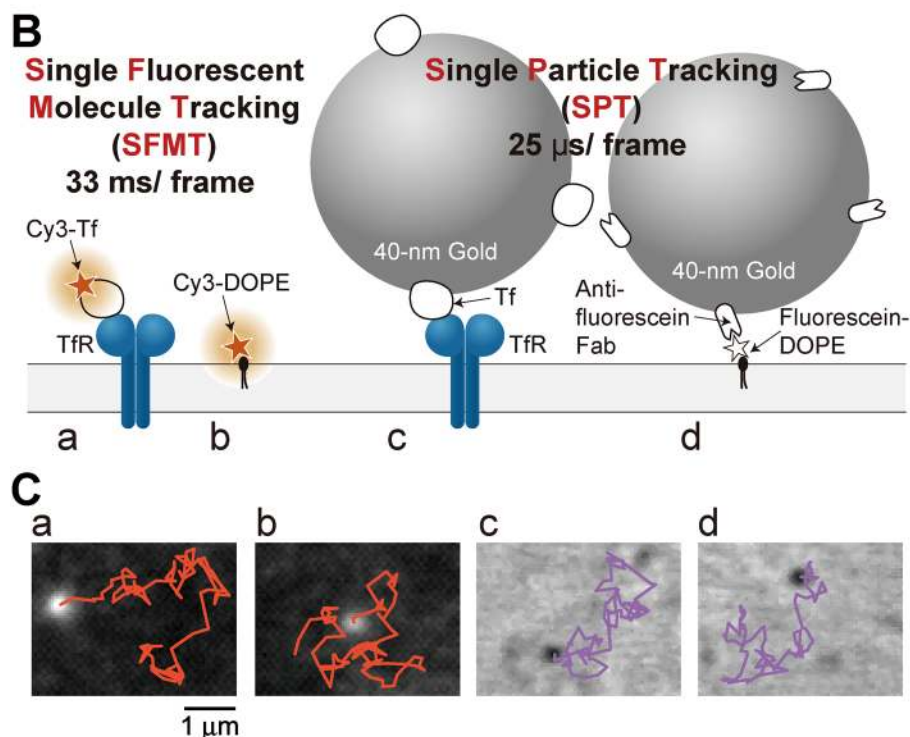 B
Single Fluorescent
Molecule Tracking
(SFMT)
33 ms/ frame
Single Particle Tracking
(SPT)
25 μs/ frame
Cy3-Tf
Cy3-DOPE
TfR
40-nm Gold
Tf
TfR
40-nm Gold
Anti-
fluorescein
Fab
Fluorescein-
DOPE
a
b
c
d
C
a
b
c
d
1 μm